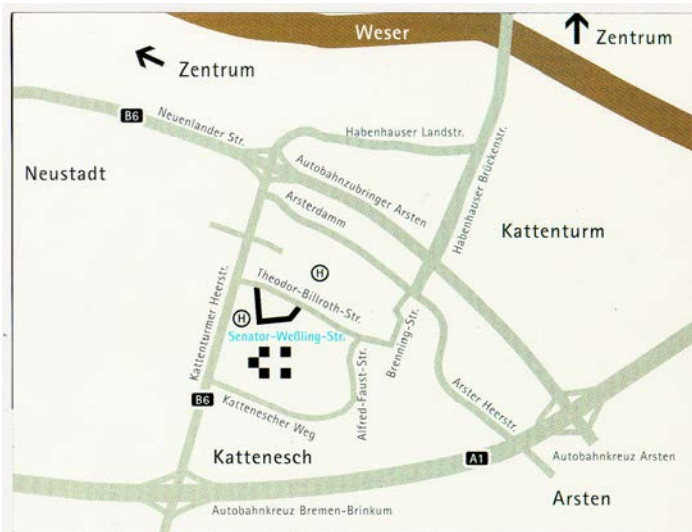 Weser
Zentrum
Zentrum
B6
Neuenlander Str.
Habenhauser Landstr.
Neustadt
Autobahnzubringer Arsten
Habenhauser Brückenstr.
Arsterdamm
Kattenturm
H
Theodor-Billroth-Str.
Kattenturmer Heerstr.
H
Senator-Weßling-Str.
Brenning-Str.
Alfred-Faust-Str.
Arster Heerstr.
B6
Kattenescher Weg
Kattenesch
A1
Autobahnkreuz Arsten
Arsten
Autobahnkreuz Bremen-Brinkum